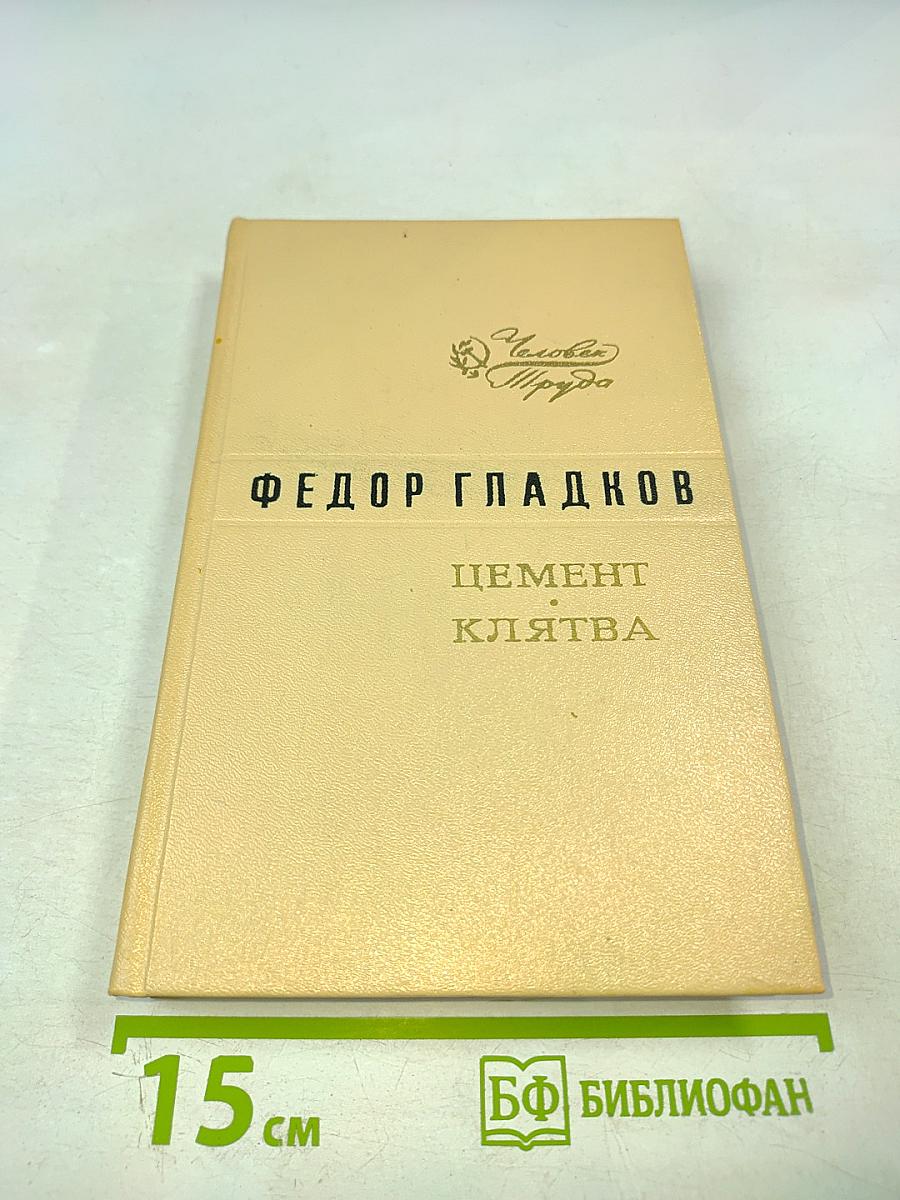 Человек
Труда
ФЕДОР ГЛАДКОВ
ЦЕМЕНТ
КЛЯТВА
15 см
БФ БИБЛИОФАН